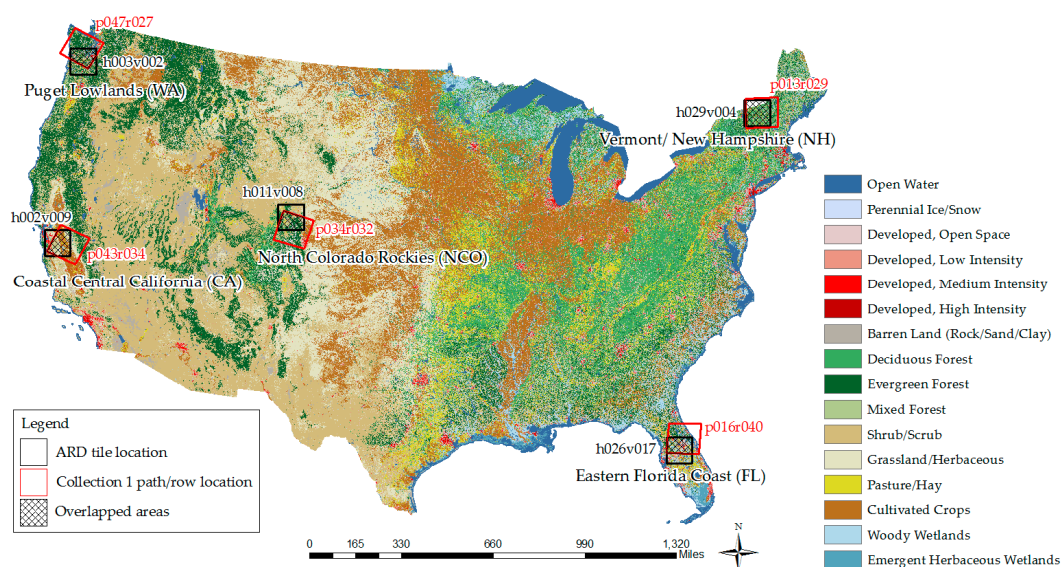 p047r027
h003v002
Puget Lowlands (WA)
p013r029
h029v004
Vermont/ New Hampshire (NH)
h011v008
p034r032
North Colorado Rockies (NCO)
h002v009
p043r034
Coastal Central California (CA)
p016r040
h026v017
Eastern Florida Coast (FL)
Open Water
Perennial Ice/Snow
Developed, Open Space
Developed, Low Intensity
Developed, Medium Intensity
Developed, High Intensity
Barren Land (Rock/Sand/Clay)
Deciduous Forest
Evergreen Forest
Mixed Forest
Shrub/Scrub
Grassland/Herbaceous
Pasture/Hay
Cultivated Crops
Woody Wetlands
Emergent Herbaceous Wetlands
Legend
ARD tile location
Collection 1 path/row location
Overlapped areas
0 165 330 660 990 1,320
Miles
N